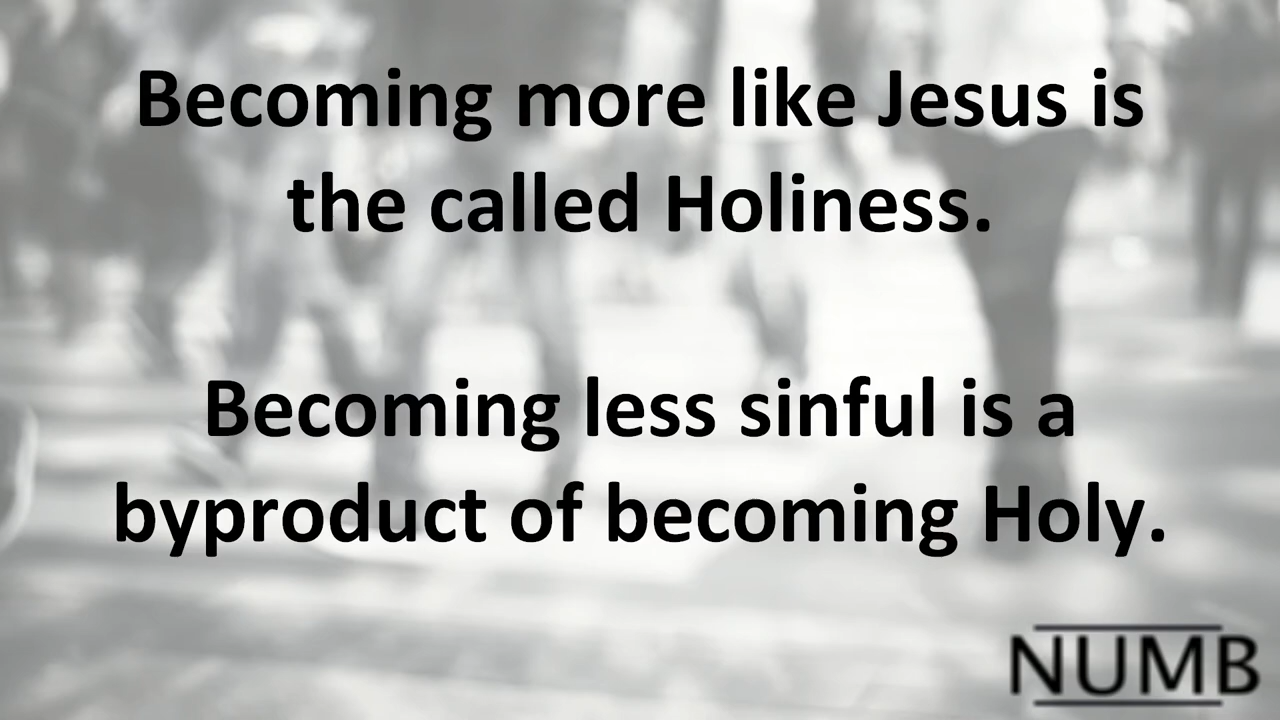 Becoming more like Jesus is
the called Holiness.
Becoming less sinful is a
byproduct of becoming Holy.
NUMB